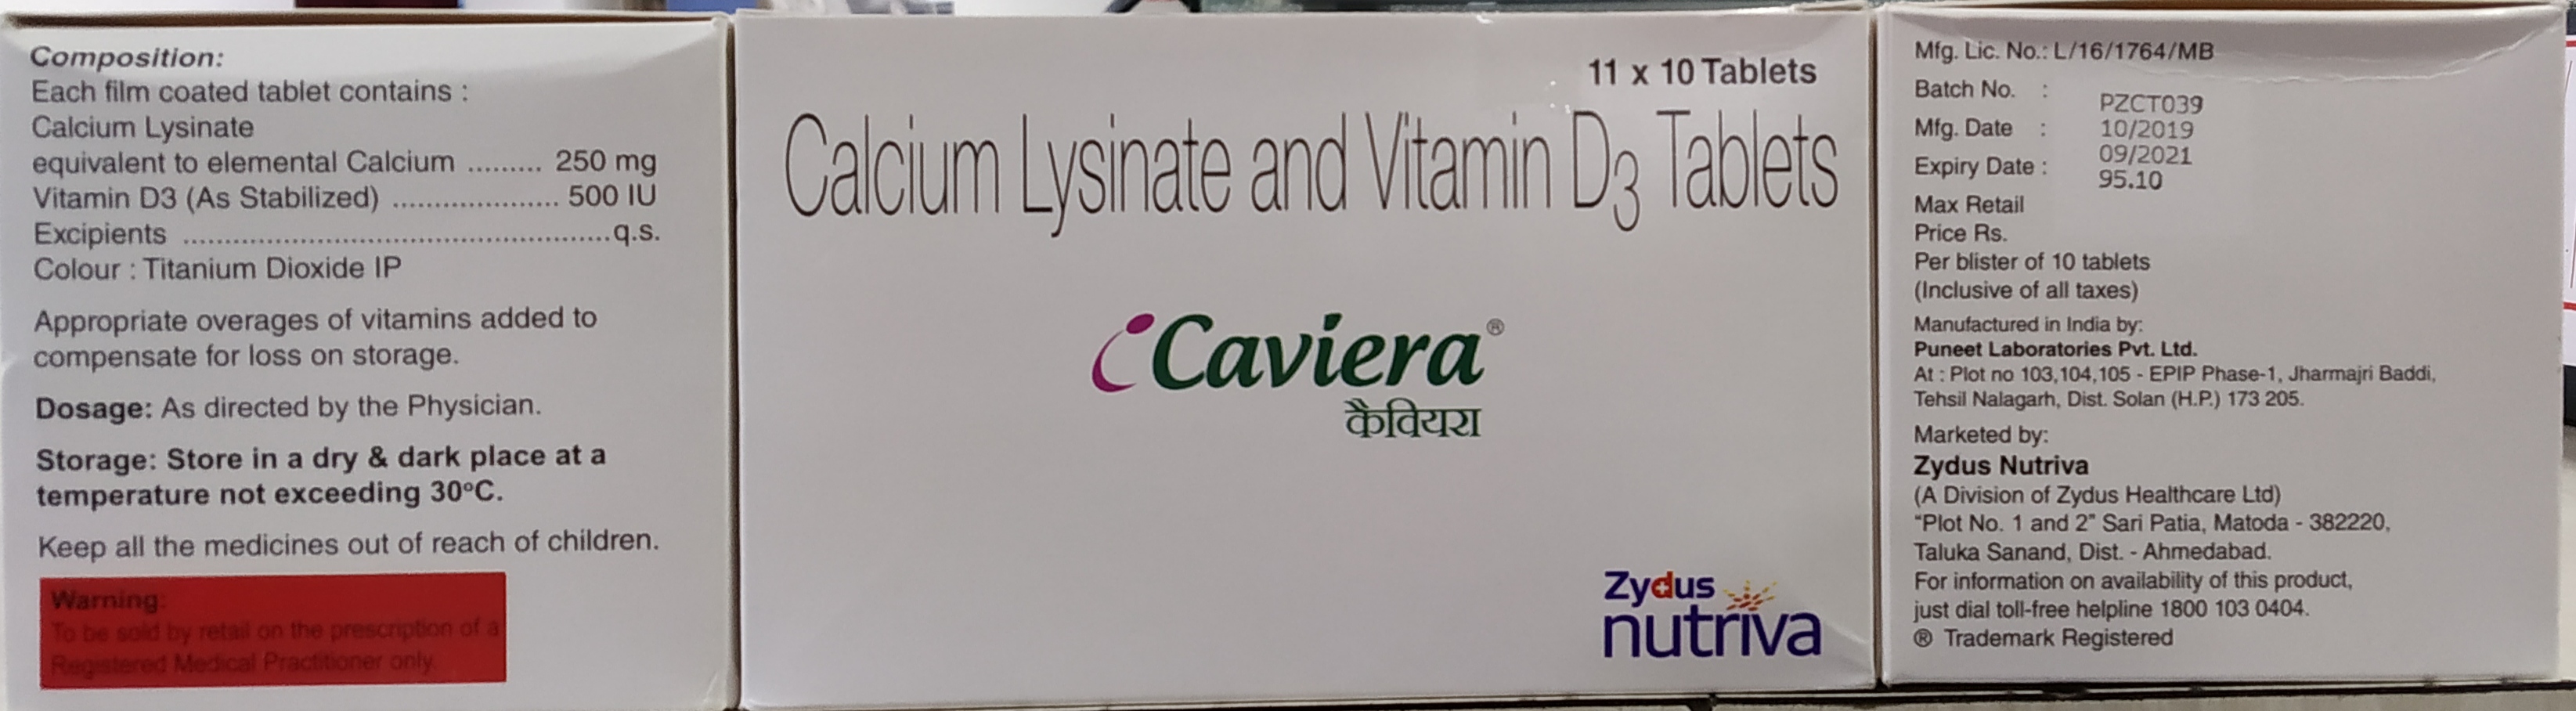 Composition:
Each film coated tablet contains :
Calcium Lysinate
equivalent to elemental Calcium ......... 250 mg
Vitamin D3 (As Stabilized) .................... 500 IU
Excipients ....................................................q.s.
Colour : Titanium Dioxide IP
Appropriate overages of vitamins added to
compensate for loss on storage.
Dosage: As directed by the Physician.
Storage: Store in a dry & dark place at a
temperature not exceeding 30°C.
Keep all the medicines out of reach of children.
Warning:
To be sold by retail on the prescription of a
Registered Medical Practitioner only.
11 x 10 Tablets
Calcium Lysinate and Vitamin D3 Tablets
Caviera®
कैवियरा
Zydus
nutriva
Mfg. Lic. No.: L/16/1764/MB
Batch No. : PZCT039
Mfg. Date : 10/2019
Expiry Date : 09/2021
95.10
Max Retail
Price Rs.
Per blister of 10 tablets
(Inclusive of all taxes)
Manufactured in India by:
Puneet Laboratories Pvt. Ltd.
At : Plot no 103,104,105 - EPIP Phase-1, Jharmajri Baddi,
Tehsil Nalagarh, Dist. Solan (H.P.) 173 205.
Marketed by:
Zydus Nutriva
(A Division of Zydus Healthcare Ltd)
"Plot No. 1 and 2" Sari Patia, Matoda - 382220,
Taluka Sanand, Dist. - Ahmedabad.
For information on availability of this product,
just dial toll-free helpline 1800 103 0404.
® Trademark Registered